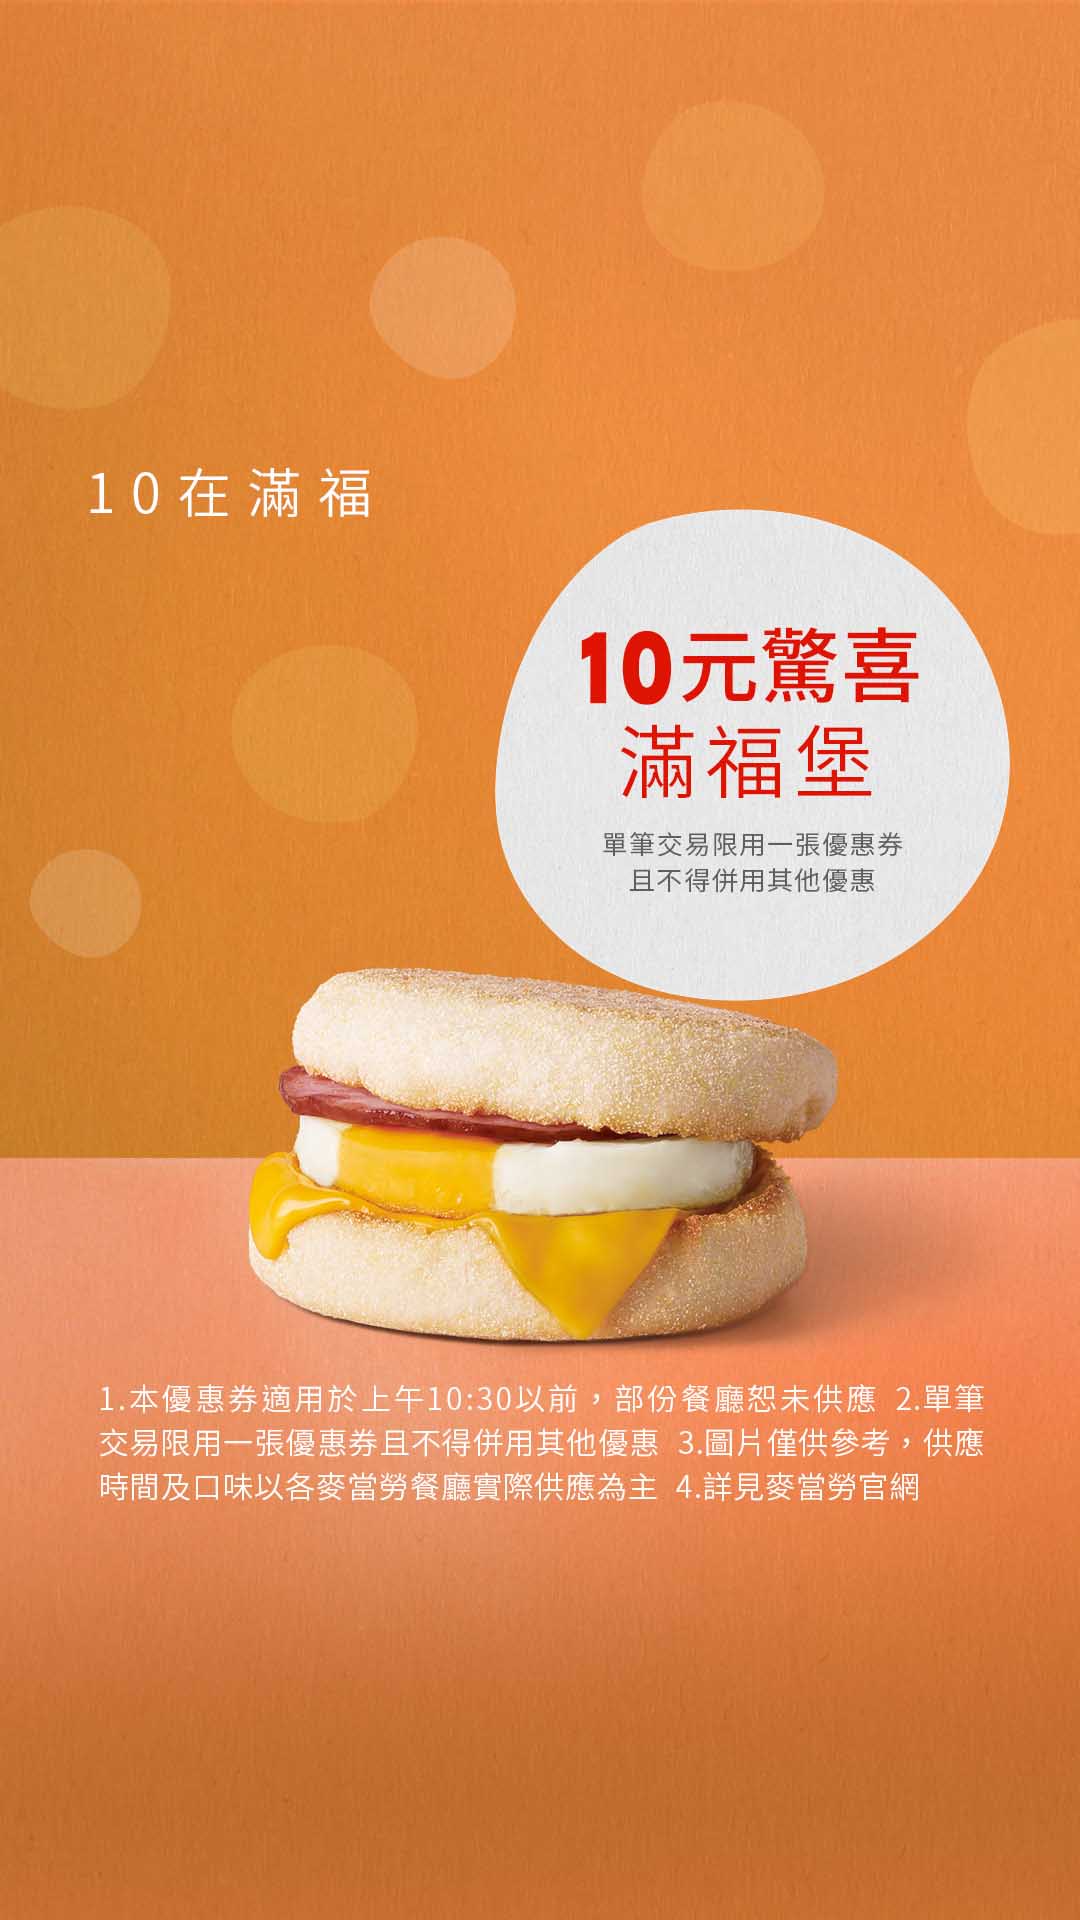 10在滿福
10元驚喜
滿福堡
單筆交易限用一張優惠券
且不得併用其他優惠
1.本優惠券適用於上午10:30以前，部份餐廳恕未供應 2.單筆
交易限用一張優惠券且不得併用其他優惠 3.圖片僅供參考，供應
時間及口味以各麥當勞餐廳實際供應為主 4.詳見麥當勞官網